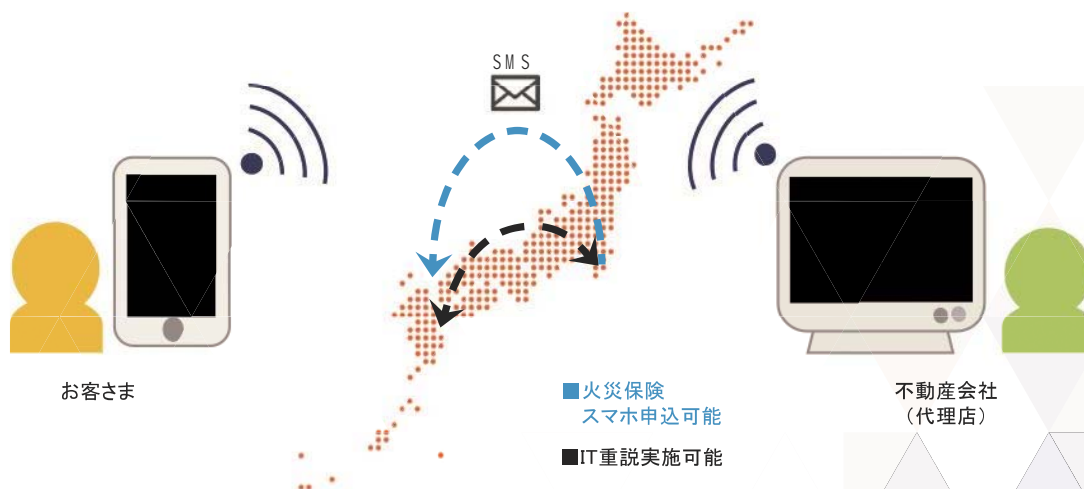 SMS
お客さま
■火災保険
スマホ申込可能
■IT重説実施可能
不動産会社
（代理店）